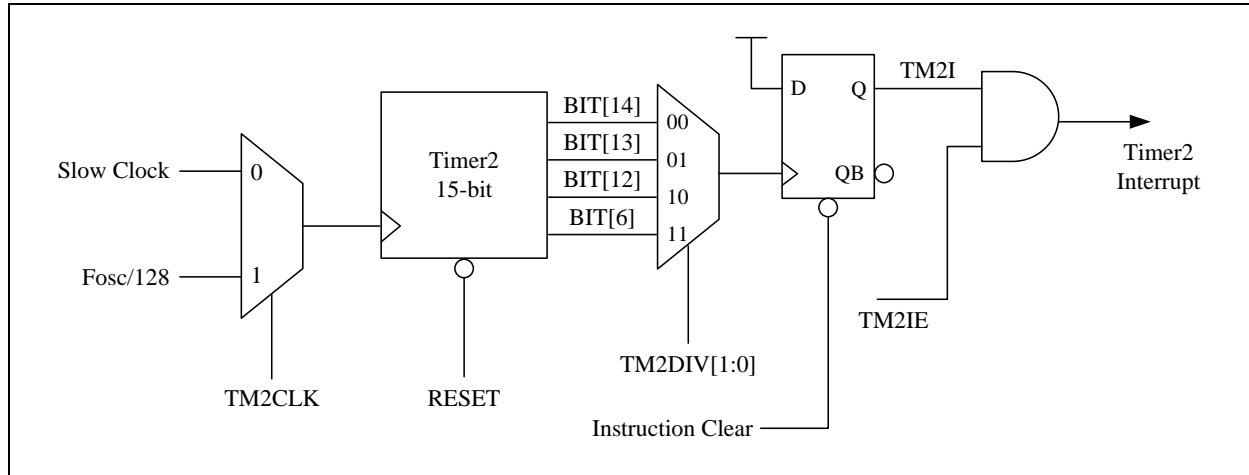 Slow Clock
Fosc/128
0
1
TM2CLK
Timer2
15-bit
RESET
BIT[14]
BIT[13]
BIT[12]
BIT[6]
00
01
10
11
TM2DIV[1:0]
D
Q
QB
Instruction Clear
TM2I
TM2IE
Timer2
Interrupt